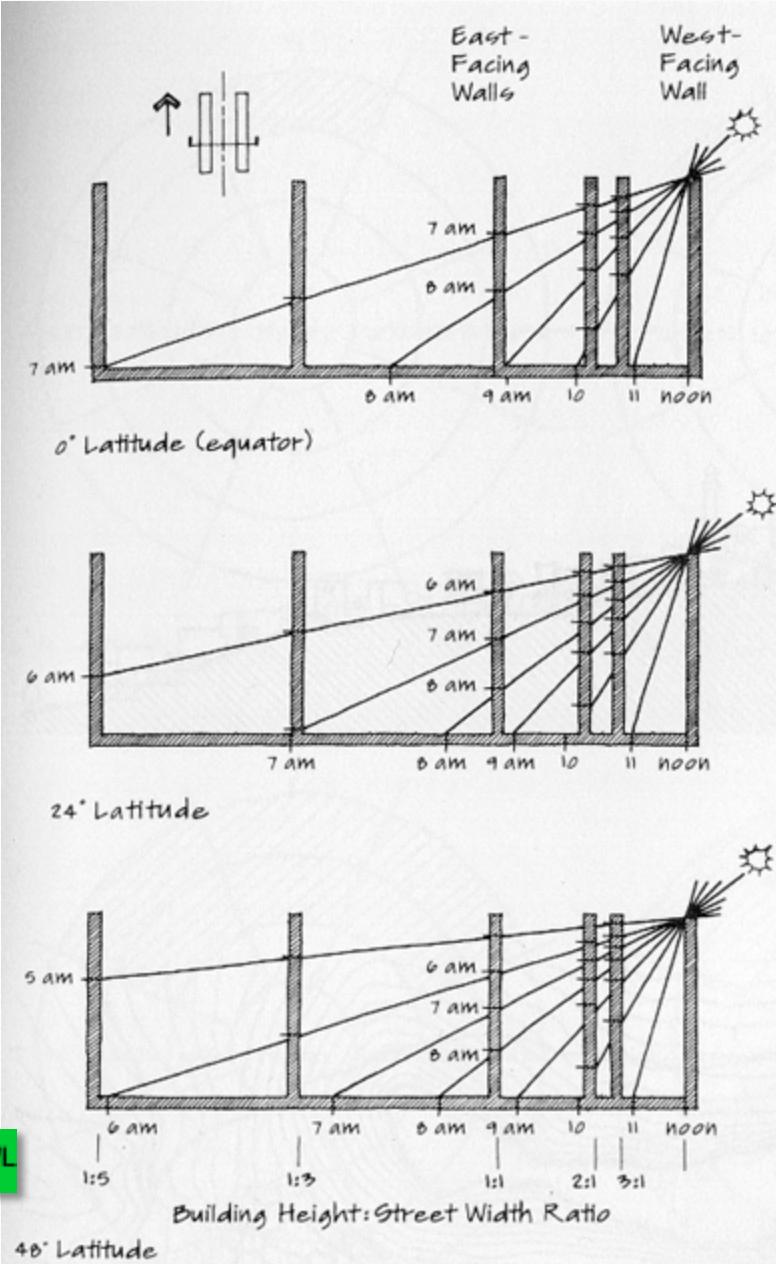 East-
Facing
Walls
West-
Facing
Wall
7 am
8 am
7 am
8 am 9 am 10 11 noon
0° Latitude (equator)
6 am
7 am
8 am
6 am
7 am 8 am 9 am 10 11 noon
24° Latitude
5 am
6 am
7 am
8 am
6 am 7 am 8 am 9 am 10 11 noon
1:5 1:3 1:1 2:1 3:1
Building Height:Street Width Ratio
48° Latitude